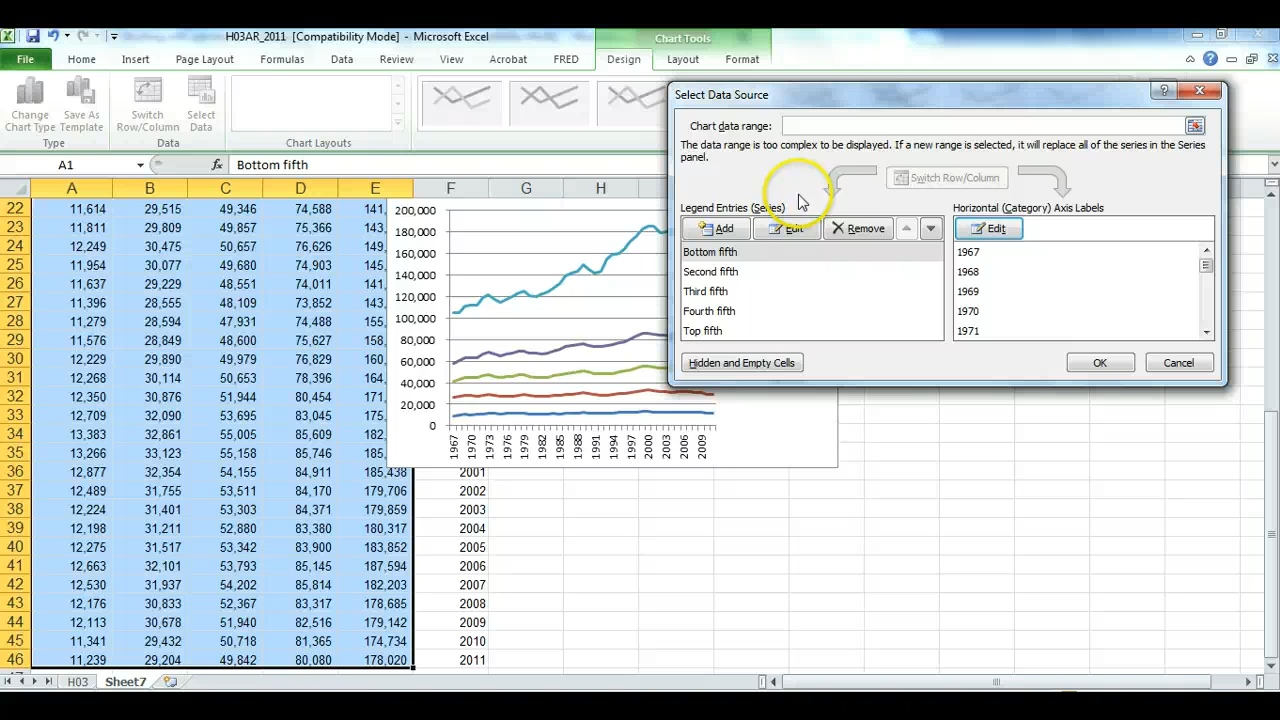 H03AR_2011 [Compatibility Mode] - Microsoft Excel
Chart Tools
File Home Insert Page Layout Formulas Data Review View Acrobat FRED Design Layout Format
Change Chart Type
Save As Template
Switch Row/Column
Select Data
Type Data Chart Layouts
A1 fx Bottom fifth
A B C D E F G H
22 11,614 29,515 49,346 74,588 141,
23 11,809 29,857 75,366 143,
24 12,249 30,475 50,657 76,626 149,
25 11,954 30,077 49,680 74,903 145,
26 11,637 29,229 48,551 74,011 143,
27 11,396 28,555 48,109 73,852 143,
28 11,279 28,594 47,931 74,488 155,
29 11,576 28,849 48,600 75,627 158,
30 12,229 29,890 49,979 76,829 160,
31 12,268 30,114 50,653 78,396 164,
32 12,350 30,876 51,944 80,454 171,
33 12,709 32,090 53,695 83,045 175,
34 13,383 32,861 55,005 85,609 182,
35 13,266 33,123 55,158 85,746 185,
36 12,877 32,354 54,155 84,911 185,438 2001
37 12,489 31,755 53,511 84,170 179,706 2002
38 12,224 31,401 53,303 84,371 179,859 2003
39 12,198 31,211 52,880 83,380 180,317 2004
40 12,275 31,517 53,342 83,900 183,852 2005
41 12,663 32,101 53,793 85,145 187,594 2006
42 12,530 31,937 54,202 85,814 182,203 2007
43 12,176 30,833 52,367 83,317 178,685 2008
44 12,113 30,678 51,940 82,516 179,142 2009
45 11,341 29,432 50,718 81,365 174,734 2010
46 11,239 29,204 49,842 80,080 178,020 2011
200,000
180,000
160,000
140,000
120,000
100,000
80,000
60,000
40,000
20,000
0
1967 1970 1973 1976 1979 1982 1985 1988 1991 1994 1997 2000 2003 2006 2009
Select Data Source
Chart data range:
The data range is too complex to be displayed. If a new range is selected, it will replace all of the series in the Series
panel.
Switch Row/Column
Legend Entries (Series) Horizontal (Category) Axis Labels
Add Edit Remove Edit
Bottom fifth 1967
Second fifth 1968
Third fifth 1969
Fourth fifth 1970
Top fifth 1971
Hidden and Empty Cells OK Cancel
H03 Sheet7